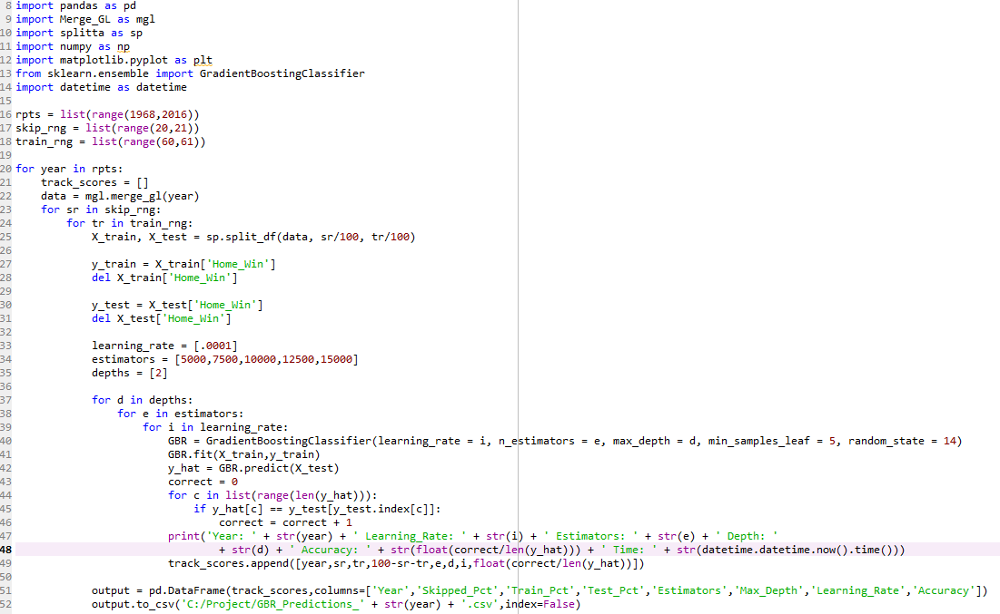 8 import pandas as pd
9 import Merge_GL as mgl
10 import splitta as sp
11 import numpy as np
12 import matplotlib.pyplot as plt
13 from sklearn.ensemble import GradientBoostingClassifier
14 import datetime as datetime
15
16 rpts = list(range(1968,2016))
17 skip_rng = list(range(20,21))
18 train_rng = list(range(60,61))
19
20 for year in rpts:
21     track_scores = []
22     data = mgl.merge_gl(year)
23     for sr in skip_rng:
24         for tr in train_rng:
25             X_train, X_test = sp.split_df(data, sr/100, tr/100)
26
27             y_train = X_train['Home_Win']
28             del X_train['Home_Win']
29
30             y_test = X_test['Home_Win']
31             del X_test['Home_Win']
32
33             learning_rate = [.0001]
34             estimators = [5000,7500,10000,12500,15000]
35             depths = [2]
36
37             for d in depths:
38                 for e in estimators:
39                     for i in learning_rate:
40                         GBR = GradientBoostingClassifier(learning_rate = i, n_estimators = e, max_depth = d, min_samples_leaf = 5, random_state = 14)
41                         GBR.fit(X_train,y_train)
42                         y_hat = GBR.predict(X_test)
43                         correct = 0
44                         for c in list(range(len(y_hat))):
45                             if y_hat[c] == y_test[y_test.index[c]]:
46                                 correct = correct + 1
47                         print('Year: ' + str(year) + ' Learning_Rate: ' + str(i) + ' Estimators: ' + str(e) + ' Depth: '
48                                 + str(d) + ' Accuracy: ' + str(float(correct/len(y_hat))) + ' Time: ' + str(datetime.datetime.now().time()))
49                         track_scores.append([year,sr,tr,100-sr-tr,e,d,i,float(correct/len(y_hat))])
50
51             output = pd.DataFrame(track_scores,columns=['Year','Skipped_Pct','Train_Pct','Test_Pct','Estimators','Max_Depth','Learning_Rate','Accuracy'])
52             output.to_csv('C:/Project/GBR_Predictions_' + str(year) + '.csv',index=False)